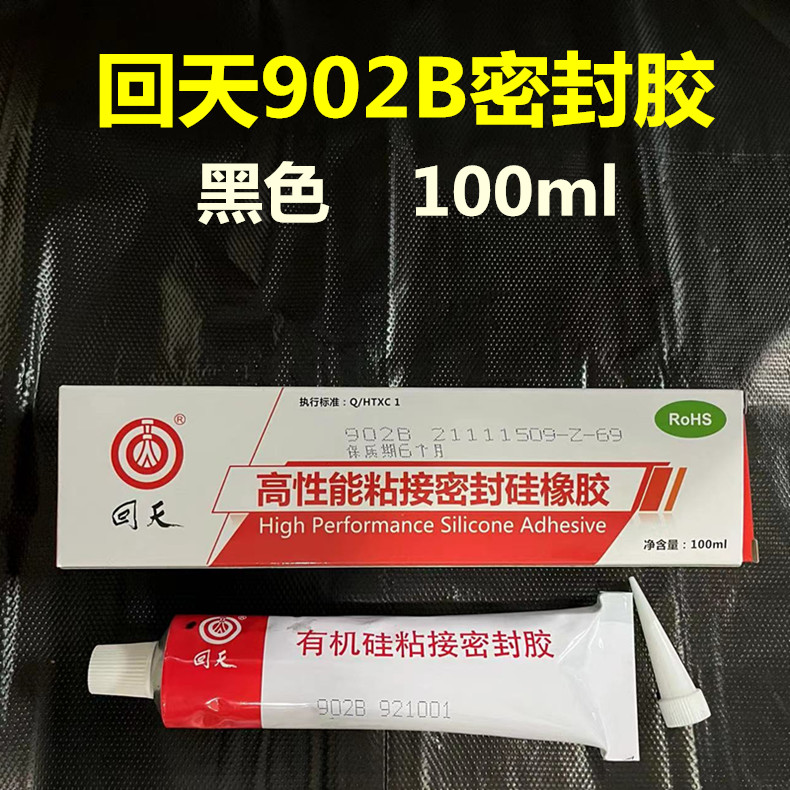 回天902B密封胶
黑色 100ml
执行标准：Q/HTXC 1
RoHS
902B 21111509-Z-69
保质期6个月
高性能粘接密封硅橡胶
High Performance Silicone Adhesive
回天
®
净含量：100ml
回天
有机硅粘接密封胶
902B 921001